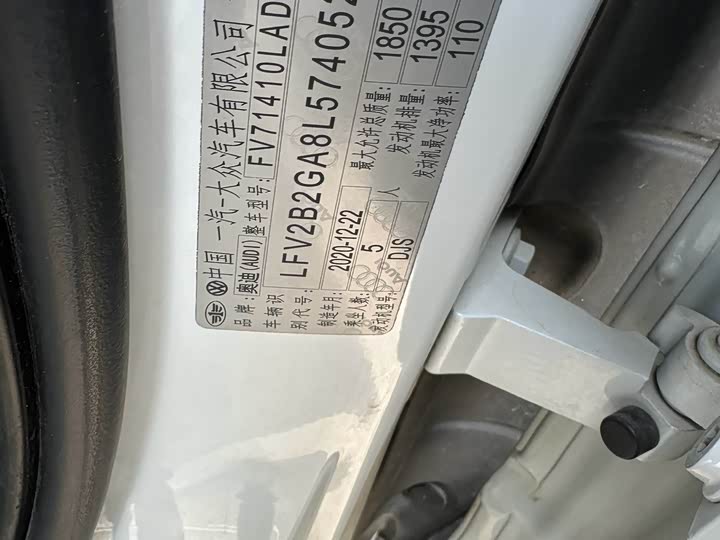 中国 一汽-大众汽车有限公司
品牌: 奥迪(AUDI) 整车型号: FV71410LAD
车辆识别代号: LFV2B2GA8L574052
制造年月: 2020-12-22 最大允许总质量: 1850
乘坐人数: 5 人 发动机排量: 1395
发动机型号: DJS 发动机最大净功率: 110